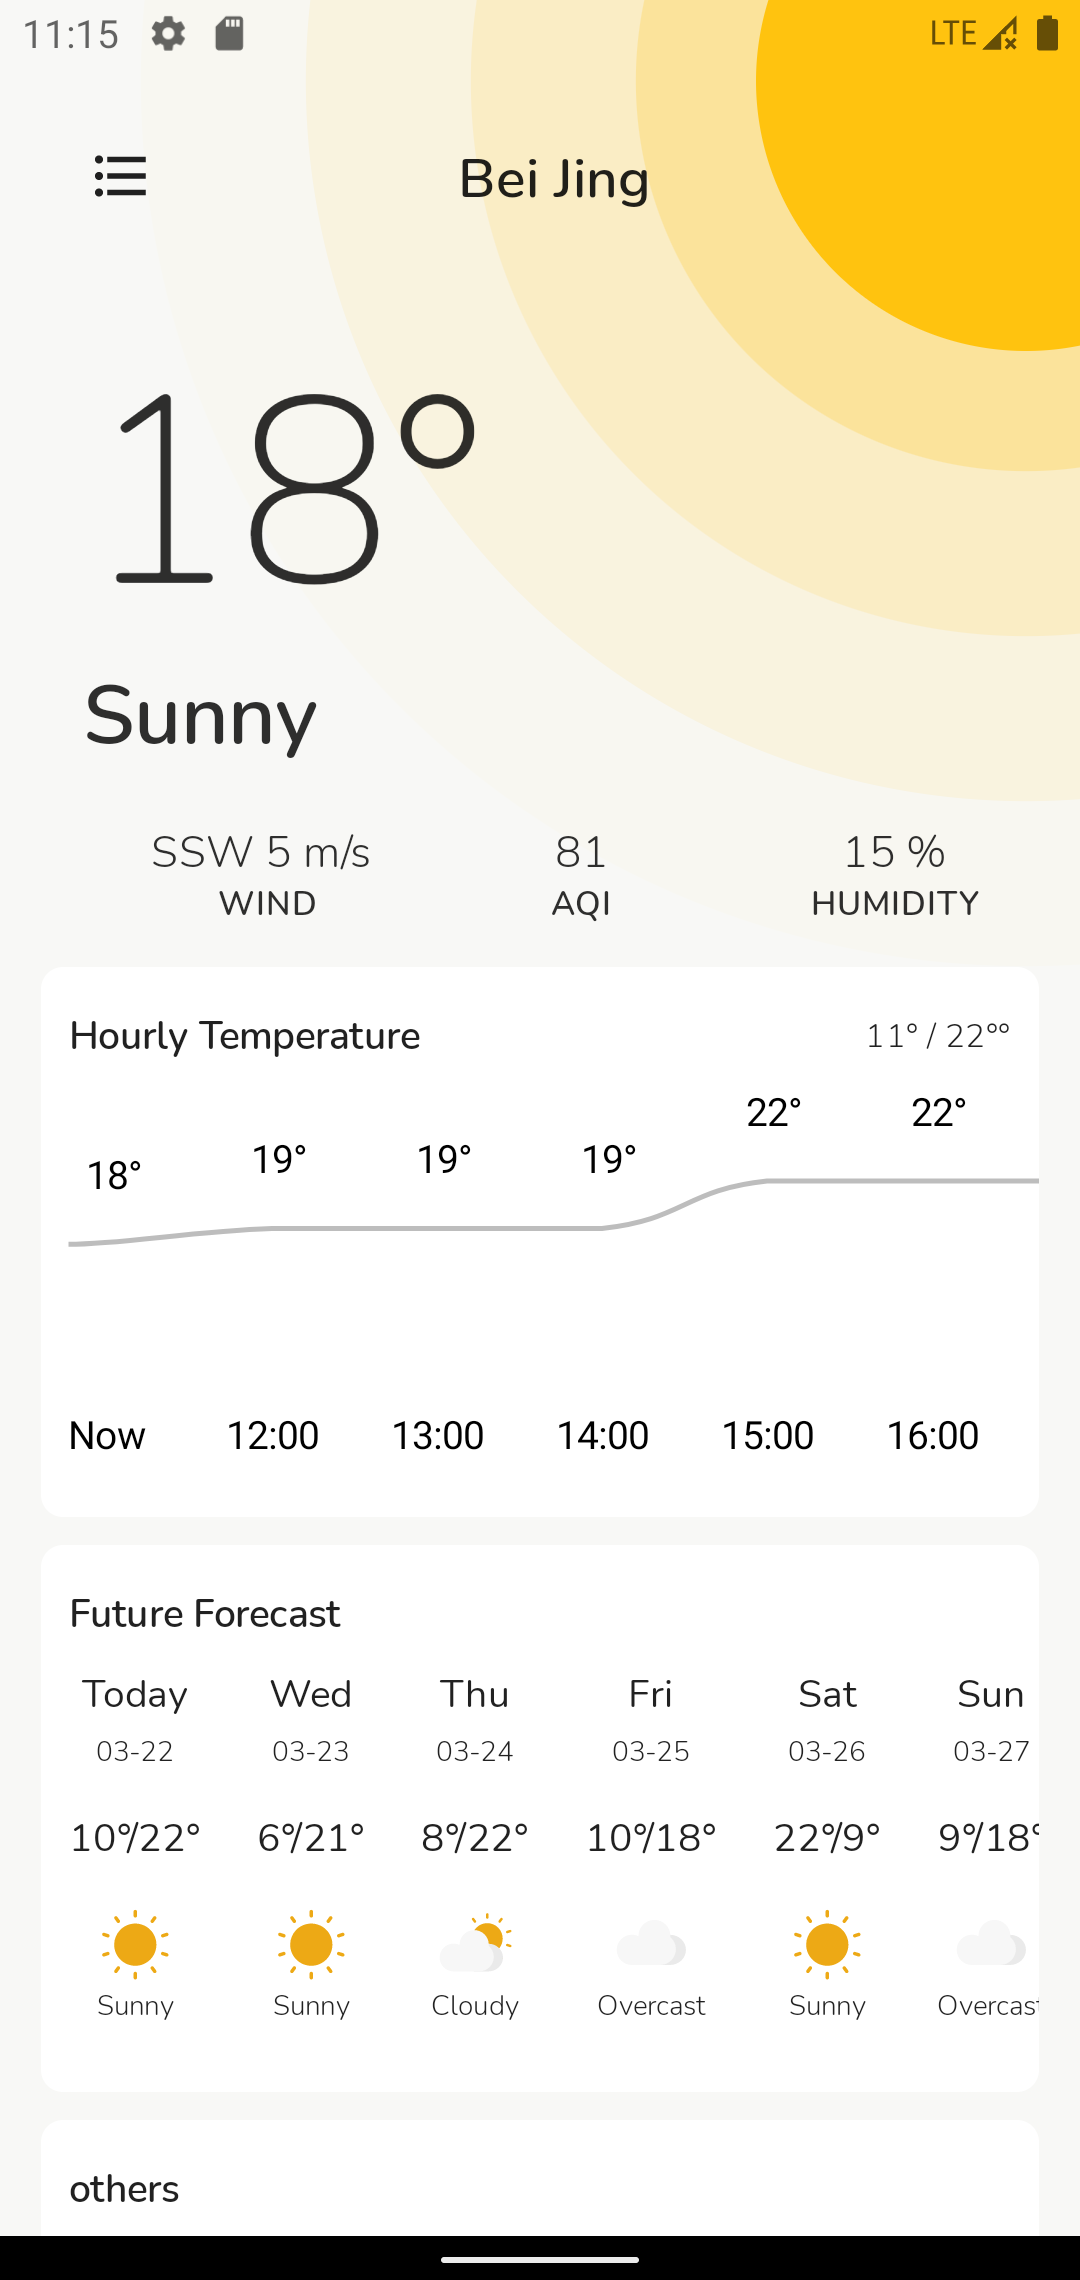 11:15 LTE
Bei Jing
18°
Sunny
SSW 5 m/s 81 15 %
WIND AQI HUMIDITY
Hourly Temperature 11° / 22°°
18° 19° 19° 19° 22° 22°
Now 12:00 13:00 14:00 15:00 16:00
Future Forecast
Today Wed Thu Fri Sat Sun
03-22 03-23 03-24 03-25 03-26 03-27
10°/22° 6°/21° 8°/22° 10°/18° 22°/9° 9°/18°
Sunny Sunny Cloudy Overcast Sunny Overcast
others